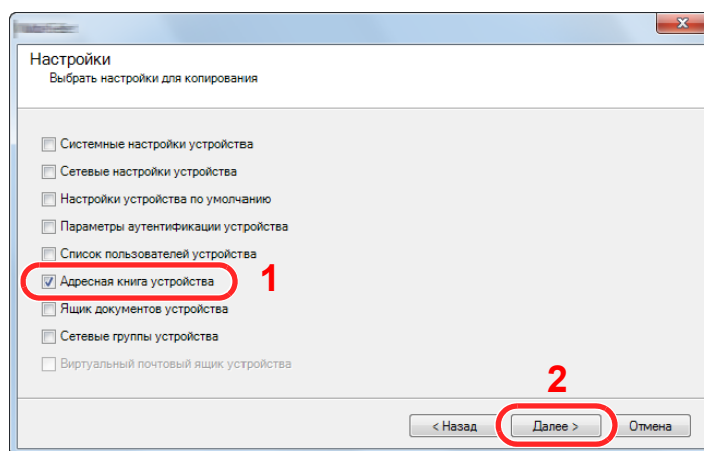 Настройки
Выбрать настройки для копирования
Системные настройки устройства
Сетевые настройки устройства
Настройки устройства по умолчанию
Параметры аутентификации устройства
Список пользователей устройства
Адресная книга устройства 1
Ящик документов устройства
Сетевые группы устройства
Виртуальный почтовый ящик устройства
2
< Назад Далее > Отмена